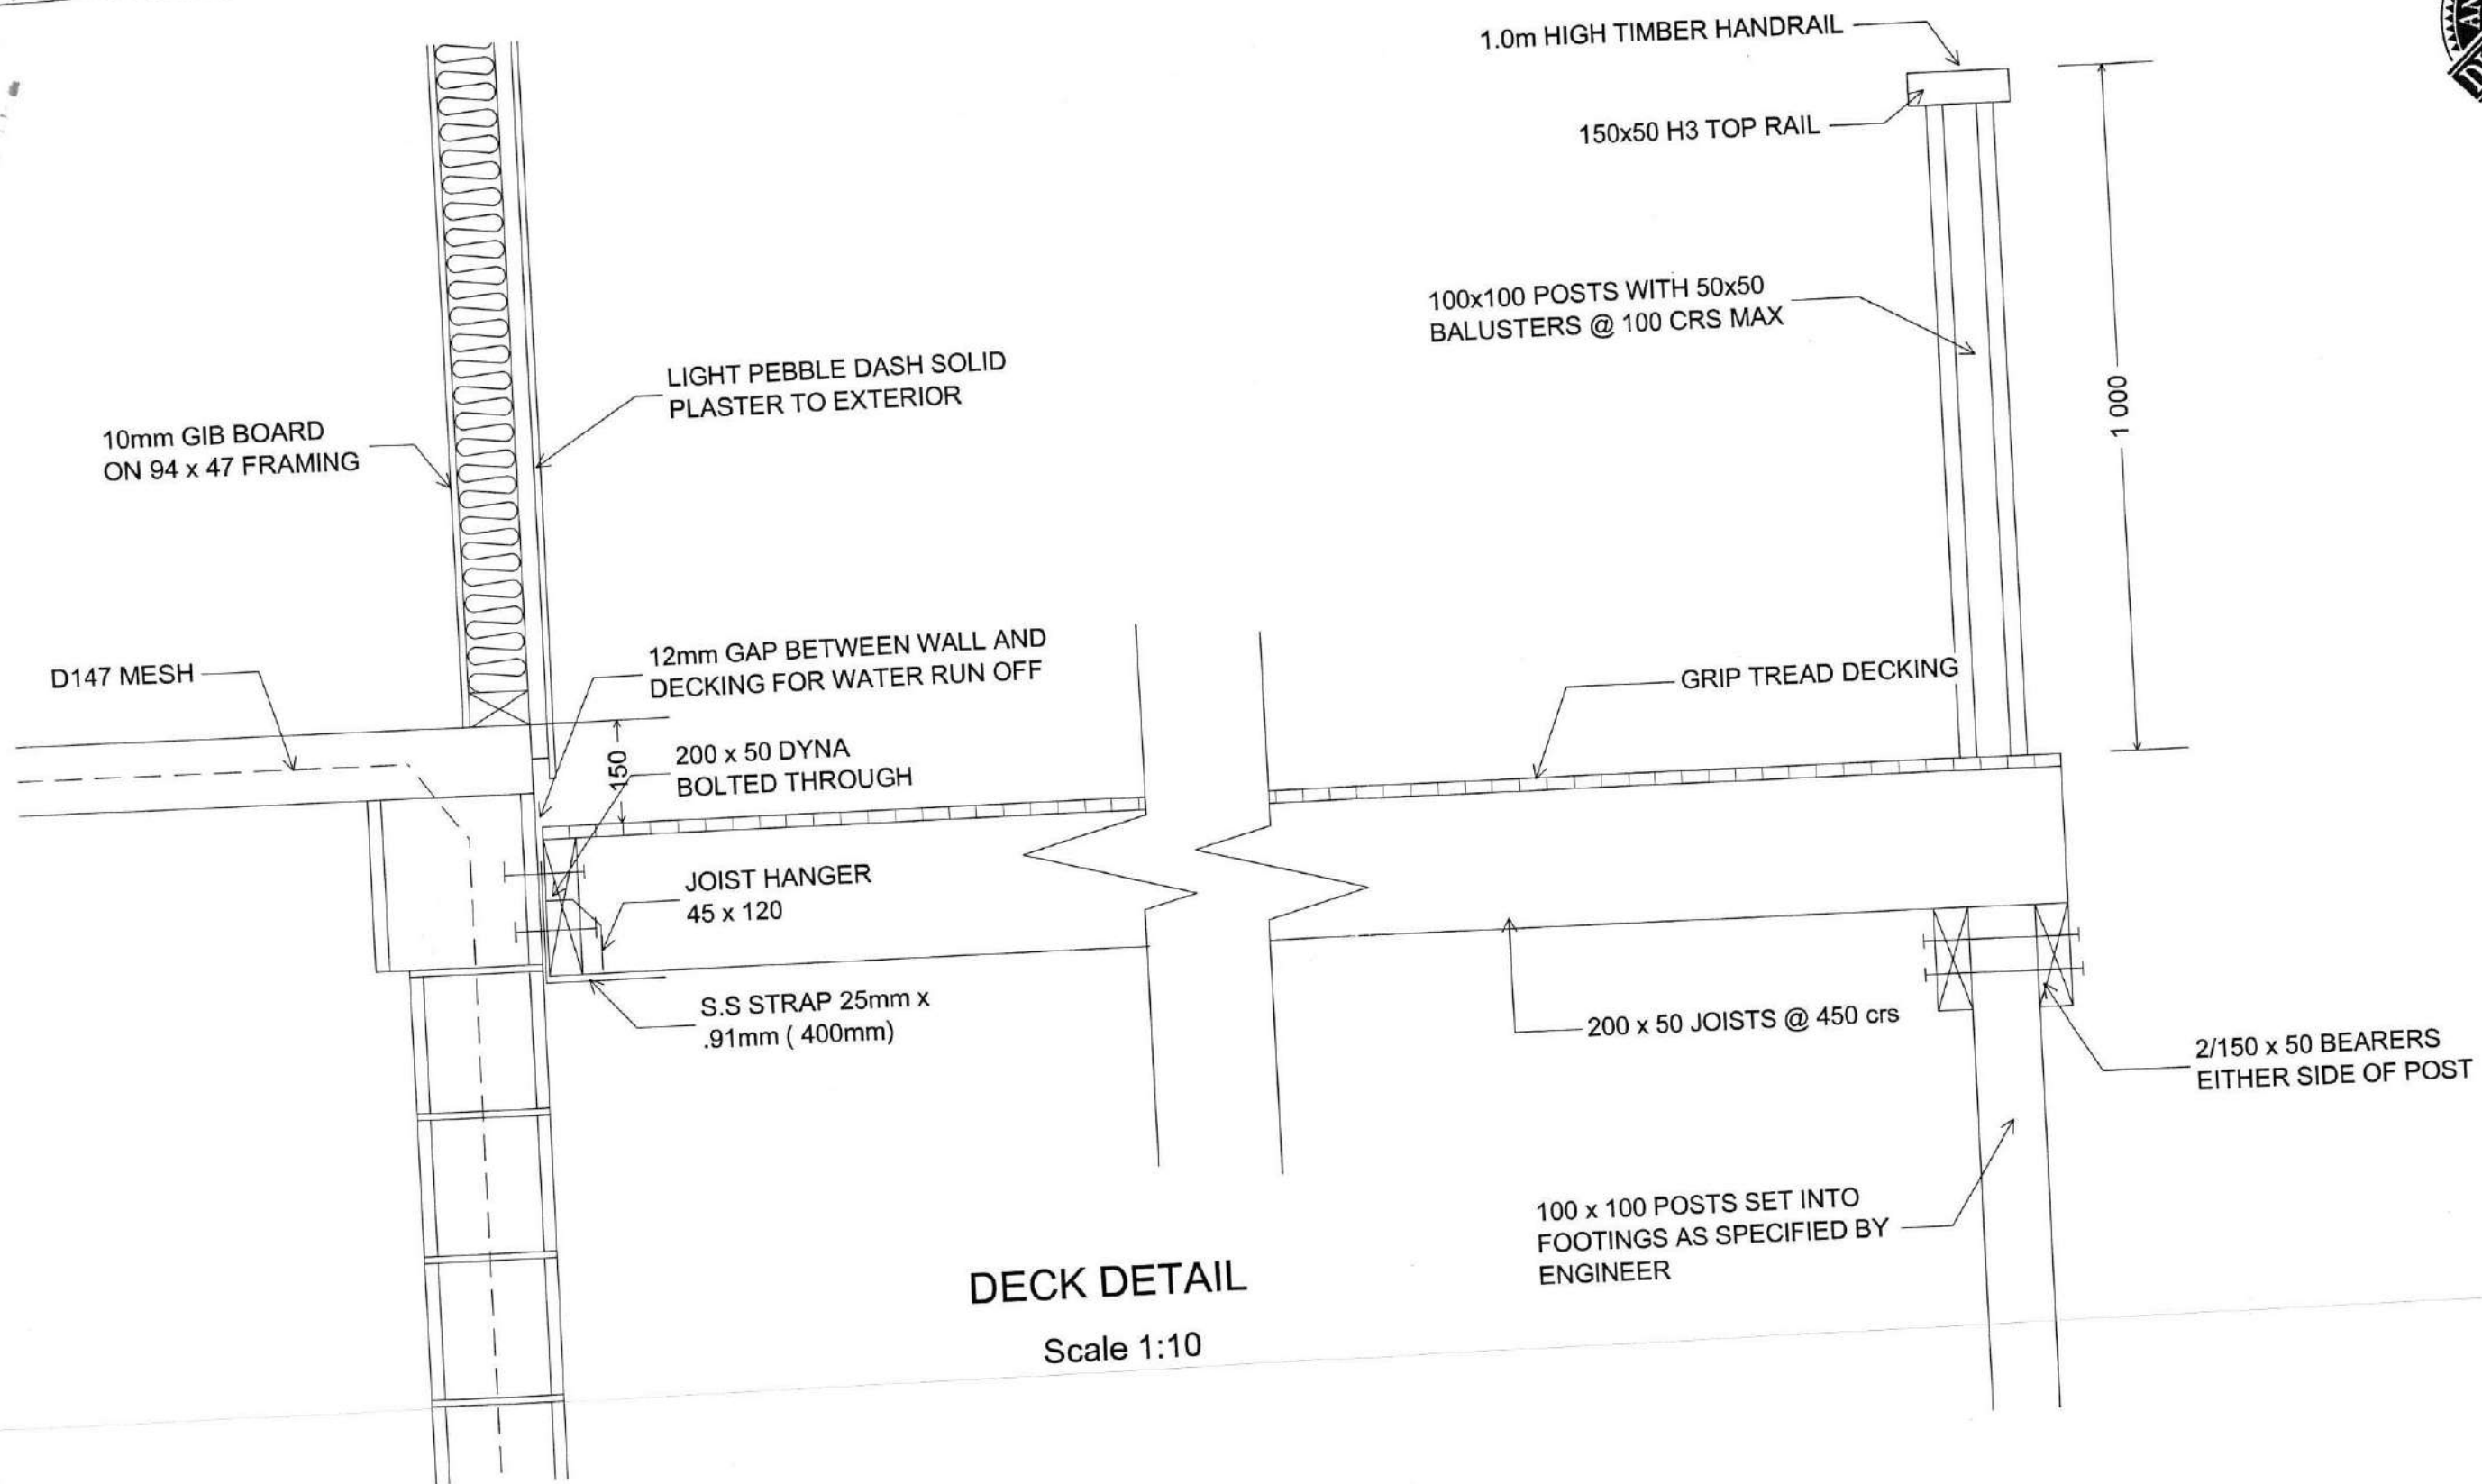 1.0m HIGH TIMBER HANDRAIL
150x50 H3 TOP RAIL
100x100 POSTS WITH 50x50
BALUSTERS @ 100 CRS MAX
1 000
LIGHT PEBBLE DASH SOLID
PLASTER TO EXTERIOR
10mm GIB BOARD
ON 94 x 47 FRAMING
12mm GAP BETWEEN WALL AND
DECKING FOR WATER RUN OFF
D147 MESH
GRIP TREAD DECKING
150
200 x 50 DYNA
BOLTED THROUGH
JOIST HANGER
45 x 120
S.S STRAP 25mm x
.91mm ( 400mm)
200 x 50 JOISTS @ 450 crs
2/150 x 50 BEARERS
EITHER SIDE OF POST
100 x 100 POSTS SET INTO
FOOTINGS AS SPECIFIED BY
ENGINEER
DECK DETAIL
Scale 1:10